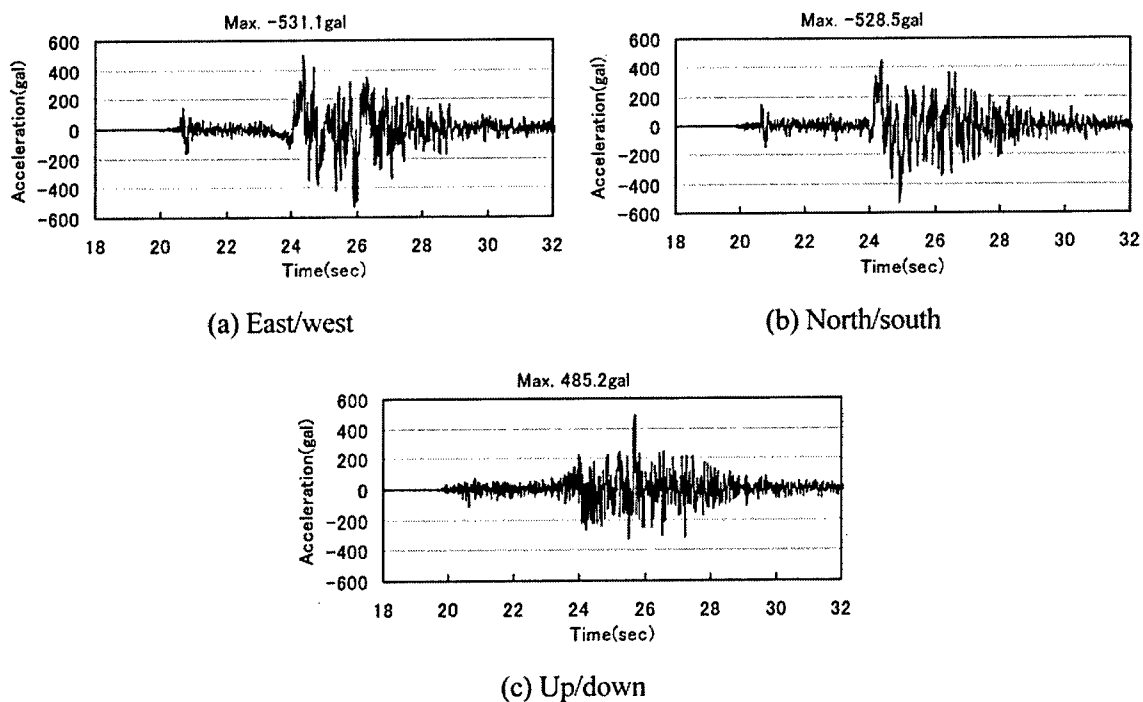 Max. -531.1gal
Acceleration(gal)
600
400
200
0
-200
-400
-600
18 20 22 24 26 28 30 32
Time(sec)
(a) East/west
Max. -528.5gal
Acceleration(gal)
600
400
200
0
-200
-400
-600
18 20 22 24 26 28 30 32
Time(sec)
(b) North/south
Max. 485.2gal
Acceleration(gal)
600
400
200
0
-200
-400
-600
18 20 22 24 26 28 30 32
Time(sec)
(c) Up/down